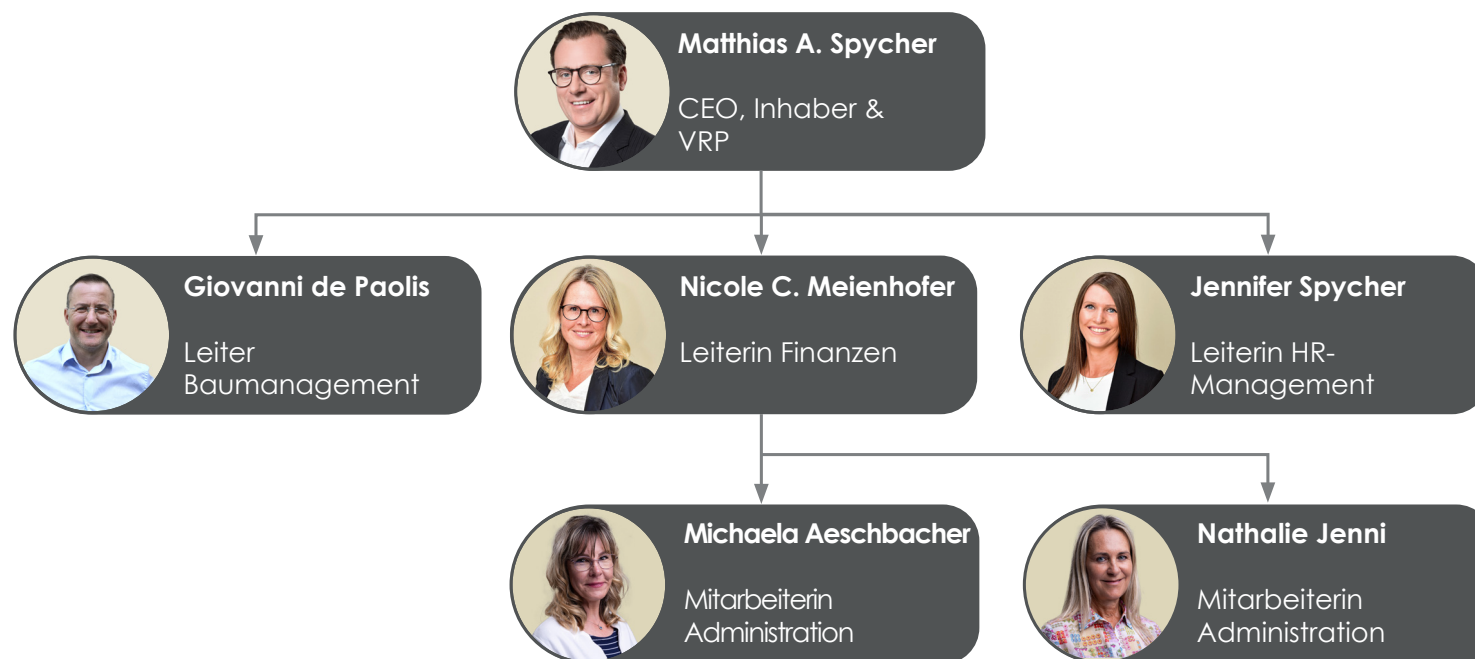 Matthias A. Spycher
CEO, Inhaber &
VRP
Giovanni de Paolis
Leiter
Baumanagement
Nicole C. Meienhofer
Leiterin Finanzen
Jennifer Spycher
Leiterin HR-
Management
Michaela Aeschbacher
Mitarbeiterin
Administration
Nathalie Jenni
Mitarbeiterin
Administration